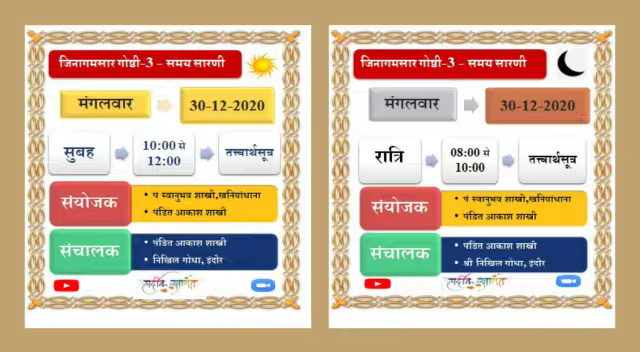 जिनागमसार गोष्ठी-3 - समय सारणी
मंगलवार
30-12-2020
सुबह
10:00 से
12:00
तत्त्वार्थसूत्र
संयोजक
• पं स्वानुभव शास्त्री,खनियांधाना
• पंडित आकाश शास्त्री
संचालक
• पंडित आकाश शास्त्री
• निखिल गोधा, इंदौर
हार्दिक स्वागत
जिनागमसार गोष्ठी-3 - समय सारणी
मंगलवार
30-12-2020
रात्रि
08:00 से
10:00
तत्त्वार्थसूत्र
संयोजक
• पं स्वानुभव शास्त्री,खनियांधाना
• पंडित आकाश शास्त्री
संचालक
• पंडित आकाश शास्त्री
• श्री निखिल गोधा, इंदौर
हार्दिक स्वागत